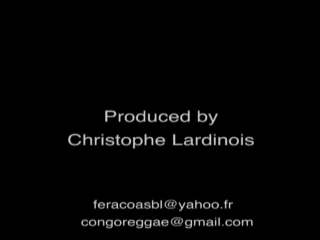 Produced by
Christophe Lardinois
feracoasbl@yahoo.fr
congoreggae@gmail.com